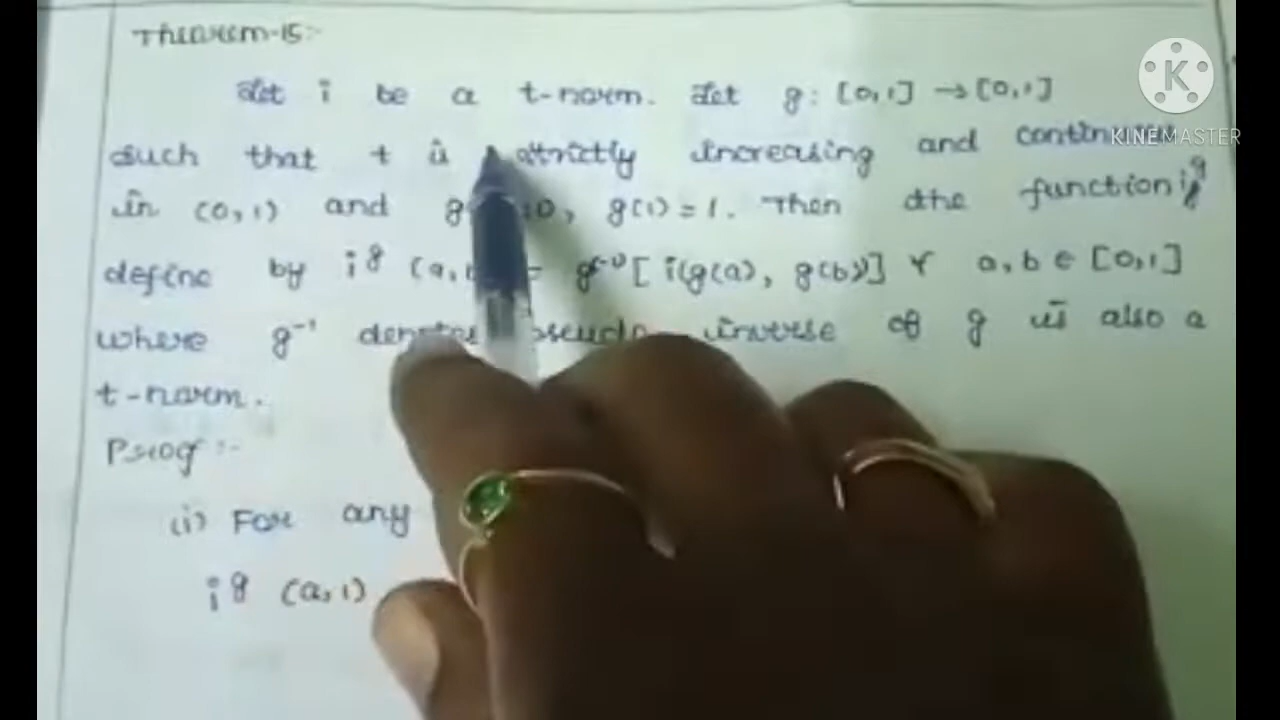 Theorem-15:-
Let i be a t-norm. Let g: [0,1] → [0,1]
such that t is strictly increasing and continuous
in (0,1) and g 0, g(1) = 1. Then the function i^g
define by i^g (a, = g^(-1) [i(g(a), g(b))] ∀ a,b ∈ [0,1]
where g^-1 denotes pseudo inverse of g is also a
t-norm.
Proof:-
(i) For any
i^g (a,1)
K
KINEMASTER